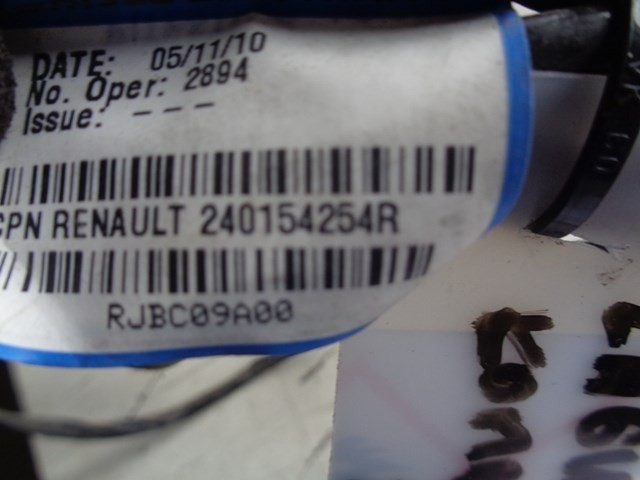 DATE: 05/11/10
No. Oper: 2894
Issue: - - -
CPN RENAULT 240154254R
RJBC09A00